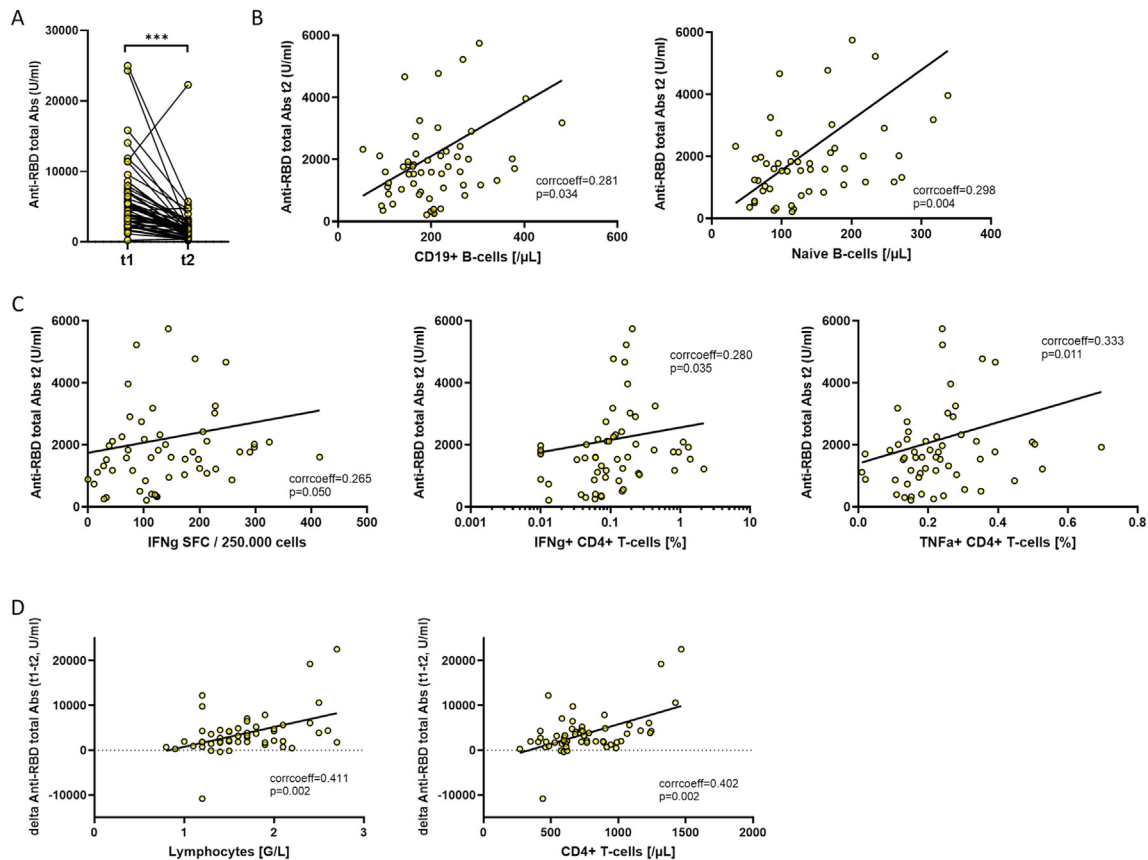 A
Anti-RBD total Abs (U/ml)
30000
20000
10000
0
***
t1
t2
B
Anti-RBD total Abs t2 (U/ml)
6000
4000
2000
0
0
200
400
600
corrcoeff=0.281
p=0.034
CD19+ B-cells [/µL]
Anti-RBD total Abs t2 (U/ml)
6000
4000
2000
0
0
100
200
300
400
corrcoeff=0.298
p=0.004
Naive B-cells [/µL]
C
Anti-RBD total Abs t2 (U/ml)
6000
4000
2000
0
0
100
200
300
400
500
corrcoeff=0.265
p=0.050
IFNg SFC / 250.000 cells
Anti-RBD total Abs t2 (U/ml)
6000
4000
2000
0
0.001
0.01
0.1
1
10
corrcoeff=0.280
p=0.035
IFNg+ CD4+ T-cells [%]
Anti-RBD total Abs t2 (U/ml)
6000
4000
2000
0
0.0
0.2
0.4
0.6
0.8
corrcoeff=0.333
p=0.011
TNFa+ CD4+ T-cells [%]
D
delta Anti-RBD total Abs (t1-t2, U/ml)
20000
10000
0
-10000
0
1
2
3
corrcoeff=0.411
p=0.002
Lymphocytes [G/L]
delta Anti-RBD total Abs (t1-t2, U/ml)
20000
10000
0
-10000
0
500
1000
1500
2000
corrcoeff=0.402
p=0.002
CD4+ T-cells [/µL]